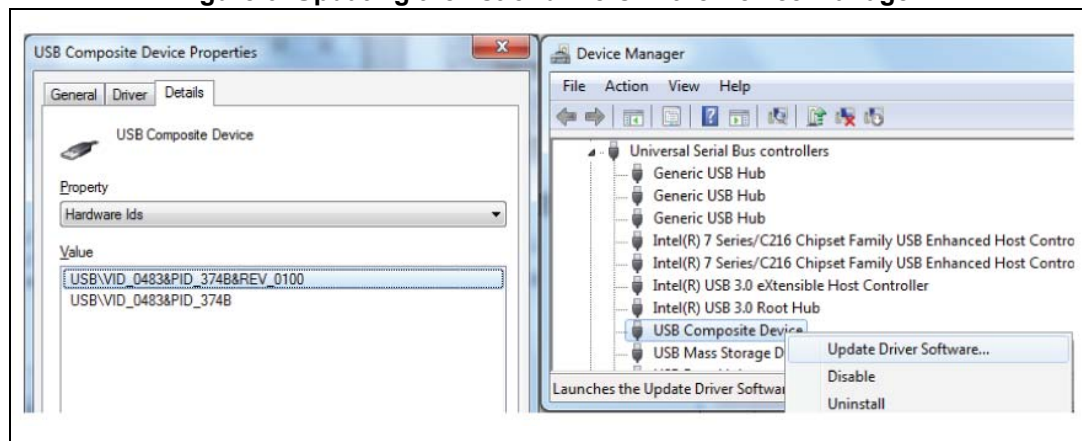 USB Composite Device Properties
General Driver Details
USB Composite Device
Property
Hardware Ids
Value
USB\VID_0483&PID_374B&REV_0100
USB\VID_0483&PID_374B
Device Manager
File Action View Help
Universal Serial Bus controllers
Generic USB Hub
Generic USB Hub
Generic USB Hub
Intel(R) 7 Series/C216 Chipset Family USB Enhanced Host Contro
Intel(R) 7 Series/C216 Chipset Family USB Enhanced Host Contro
Intel(R) USB 3.0 eXtensible Host Controller
Intel(R) USB 3.0 Root Hub
USB Composite Device
USB Mass Storage D
Launches the Update Driver Softwar
Update Driver Software...
Disable
Uninstall